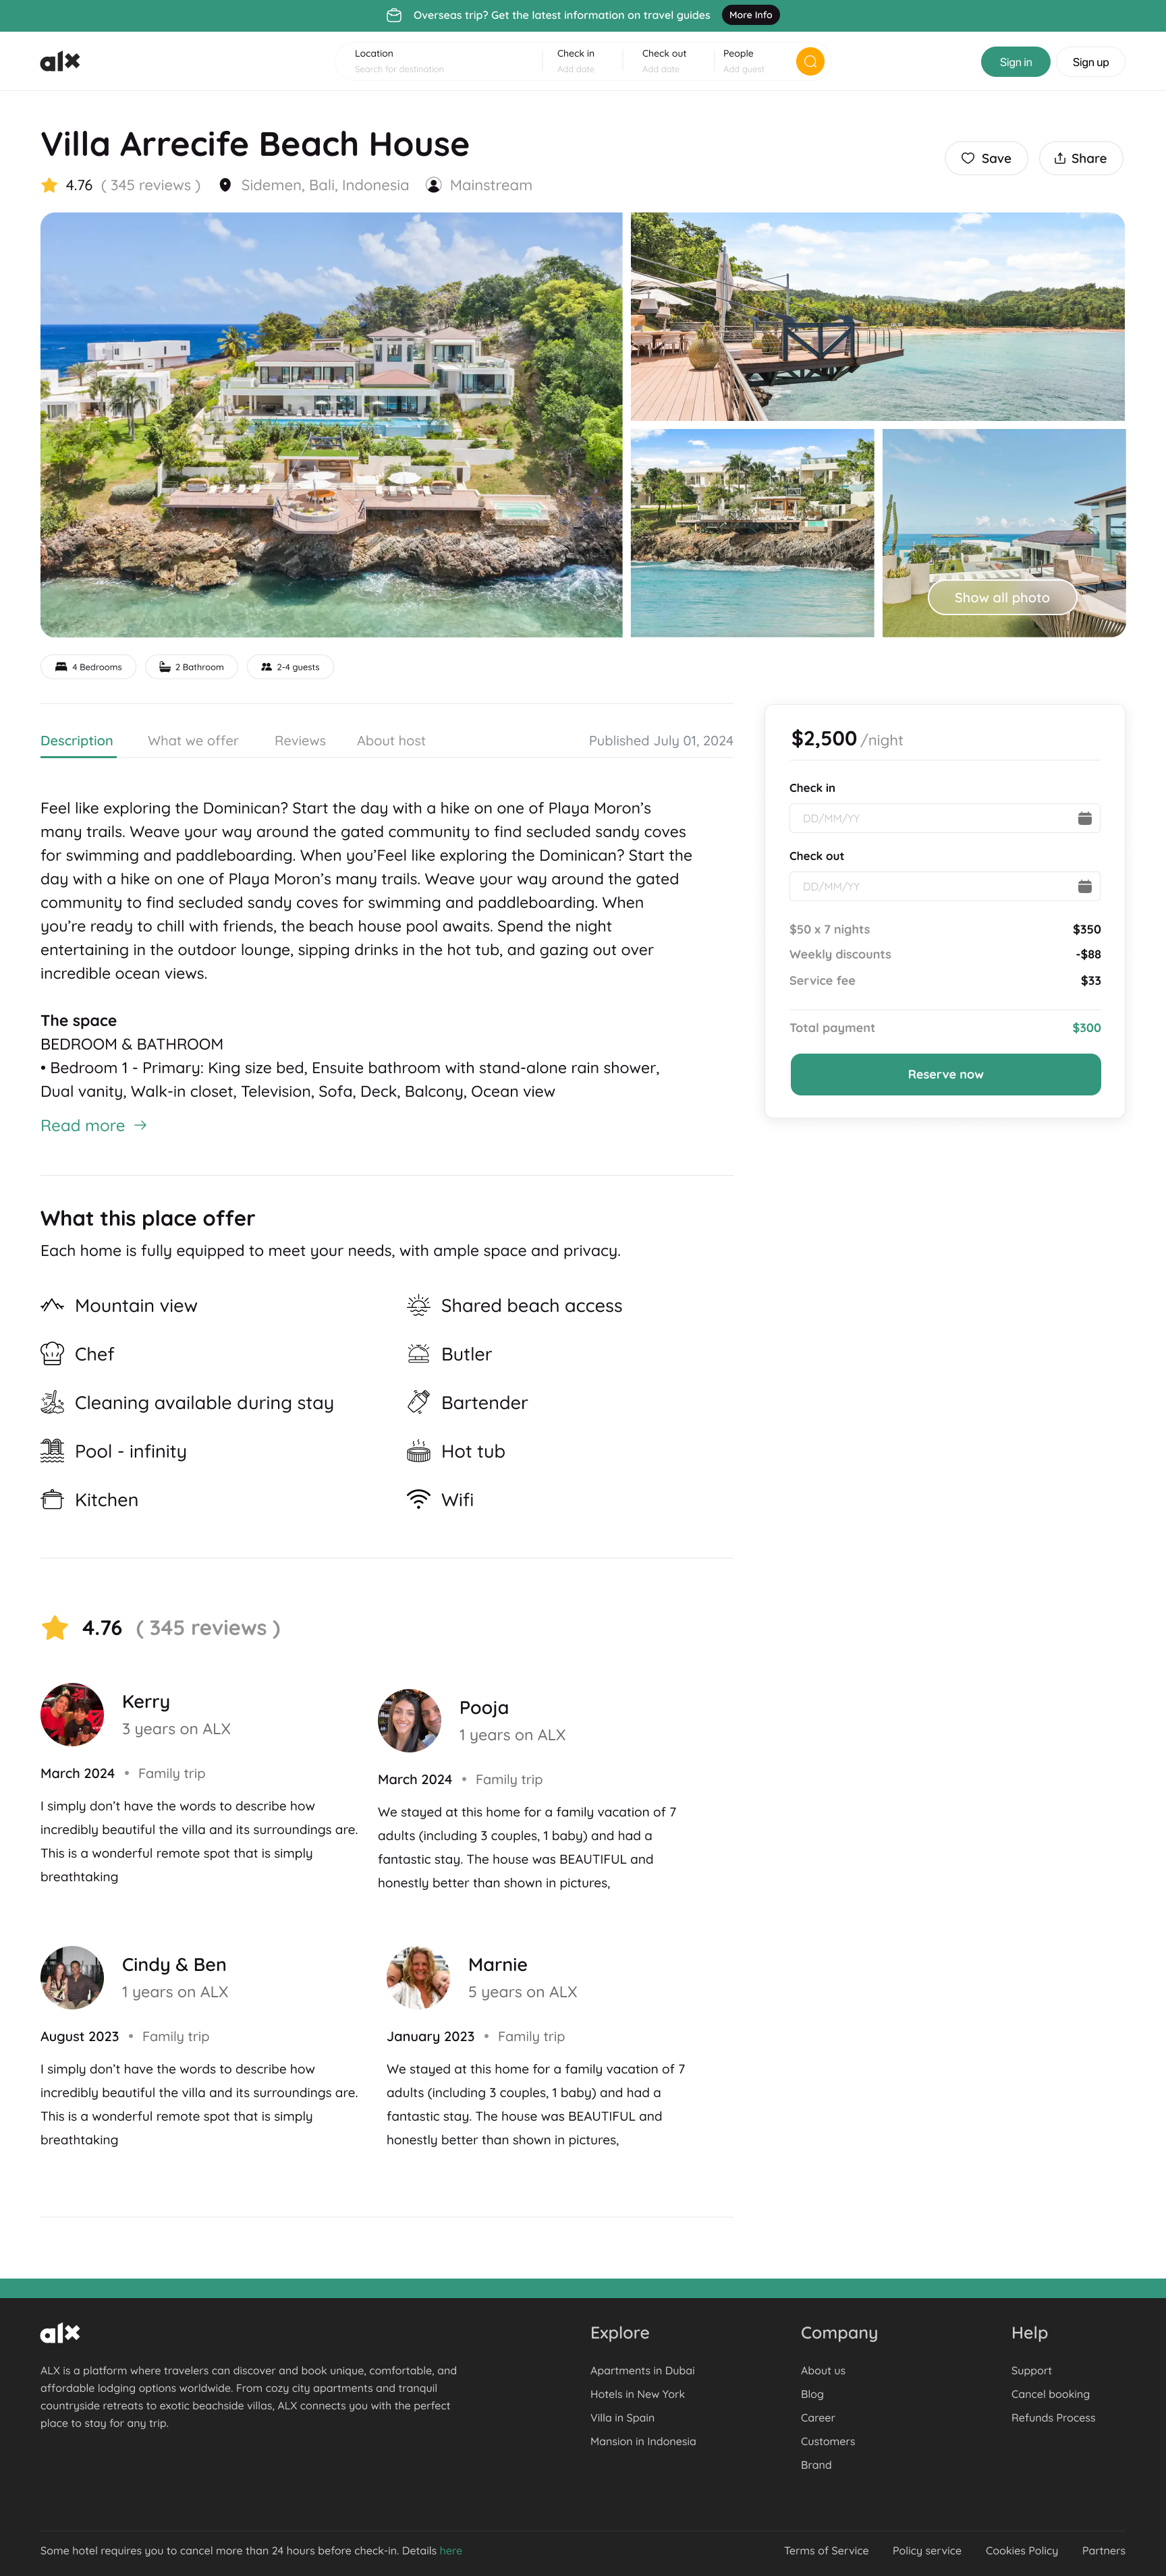 Overseas trip? Get the latest information on travel guides More Info
alx
Location Check in Check out People
Search for destination Add date Add date Add guest
Sign in Sign up
Villa Arrecife Beach House
Save Share
4.76 ( 345 reviews ) Sidemen, Bali, Indonesia Mainstream
Show all photo
4 Bedrooms 2 Bathroom 2-4 guests
Description What we offer Reviews About host Published July 01, 2024
Feel like exploring the Dominican? Start the day with a hike on one of Playa Moron's
many trails. Weave your way around the gated community to find secluded sandy coves
for swimming and paddleboarding. When you'Feel like exploring the Dominican? Start the
day with a hike on one of Playa Moron's many trails. Weave your way around the gated
community to find secluded sandy coves for swimming and paddleboarding. When
you're ready to chill with friends, the beach house pool awaits. Spend the night
entertaining in the outdoor lounge, sipping drinks in the hot tub, and gazing out over
incredible ocean views.
The space
BEDROOM & BATHROOM
• Bedroom 1 - Primary: King size bed, Ensuite bathroom with stand-alone rain shower,
Dual vanity, Walk-in closet, Television, Sofa, Deck, Balcony, Ocean view
Read more →
$2,500 /night
Check in
DD/MM/YY
Check out
DD/MM/YY
$50 x 7 nights $350
Weekly discounts -$88
Service fee $33
Total payment $300
Reserve now
What this place offer
Each home is fully equipped to meet your needs, with ample space and privacy.
Mountain view Shared beach access
Chef Butler
Cleaning available during stay Bartender
Pool - infinity Hot tub
Kitchen Wifi
4.76 ( 345 reviews )
Kerry
3 years on ALX
March 2024 • Family trip
I simply don't have the words to describe how
incredibly beautiful the villa and its surroundings are.
This is a wonderful remote spot that is simply
breathtaking
Pooja
1 years on ALX
March 2024 • Family trip
We stayed at this home for a family vacation of 7
adults (including 3 couples, 1 baby) and had a
fantastic stay. The house was BEAUTIFUL and
honestly better than shown in pictures,
Cindy & Ben
1 years on ALX
August 2023 • Family trip
I simply don't have the words to describe how
incredibly beautiful the villa and its surroundings are.
This is a wonderful remote spot that is simply
breathtaking
Marnie
5 years on ALX
January 2023 • Family trip
We stayed at this home for a family vacation of 7
adults (including 3 couples, 1 baby) and had a
fantastic stay. The house was BEAUTIFUL and
honestly better than shown in pictures,
alx
ALX is a platform where travelers can discover and book unique, comfortable, and
affordable lodging options worldwide. From cozy city apartments and tranquil
countryside retreats to exotic beachside villas, ALX connects you with the perfect
place to stay for any trip.
Explore
Apartments in Dubai
Hotels in New York
Villa in Spain
Mansion in Indonesia
Company
About us
Blog
Career
Customers
Brand
Help
Support
Cancel booking
Refunds Process
Some hotel requires you to cancel more than 24 hours before check-in. Details here
Terms of Service Policy service Cookies Policy Partners